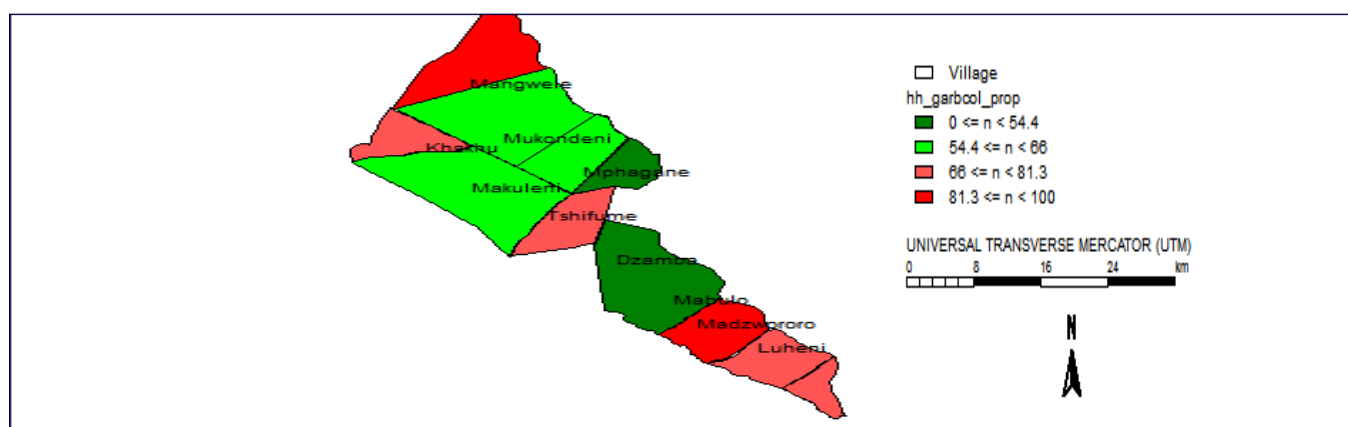 Mangwele
Mukondeni
Khakhu
Mphagane
Makuleni
Tshifume
Dzamba
Mabulo
Madzwororo
Luheni
Village
hh_garbcol_prop
0 <= n < 54.4
54.4 <= n < 66
66 <= n < 81.3
81.3 <= n < 100
UNIVERSAL TRANSVERSE MERCATOR (UTM)
0 8 16 24 km
N